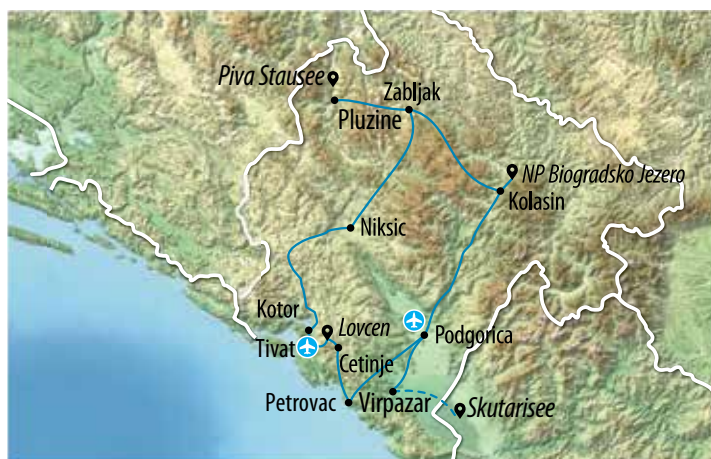 Piva Stausee
Zabljak
Pluzine
NP Biogradsko Jezero
Kolasin
Niksic
Kotor
Lovcen
Tivat
Podgorica
Cetinje
Petrovac
Virpazar
Skutarisee